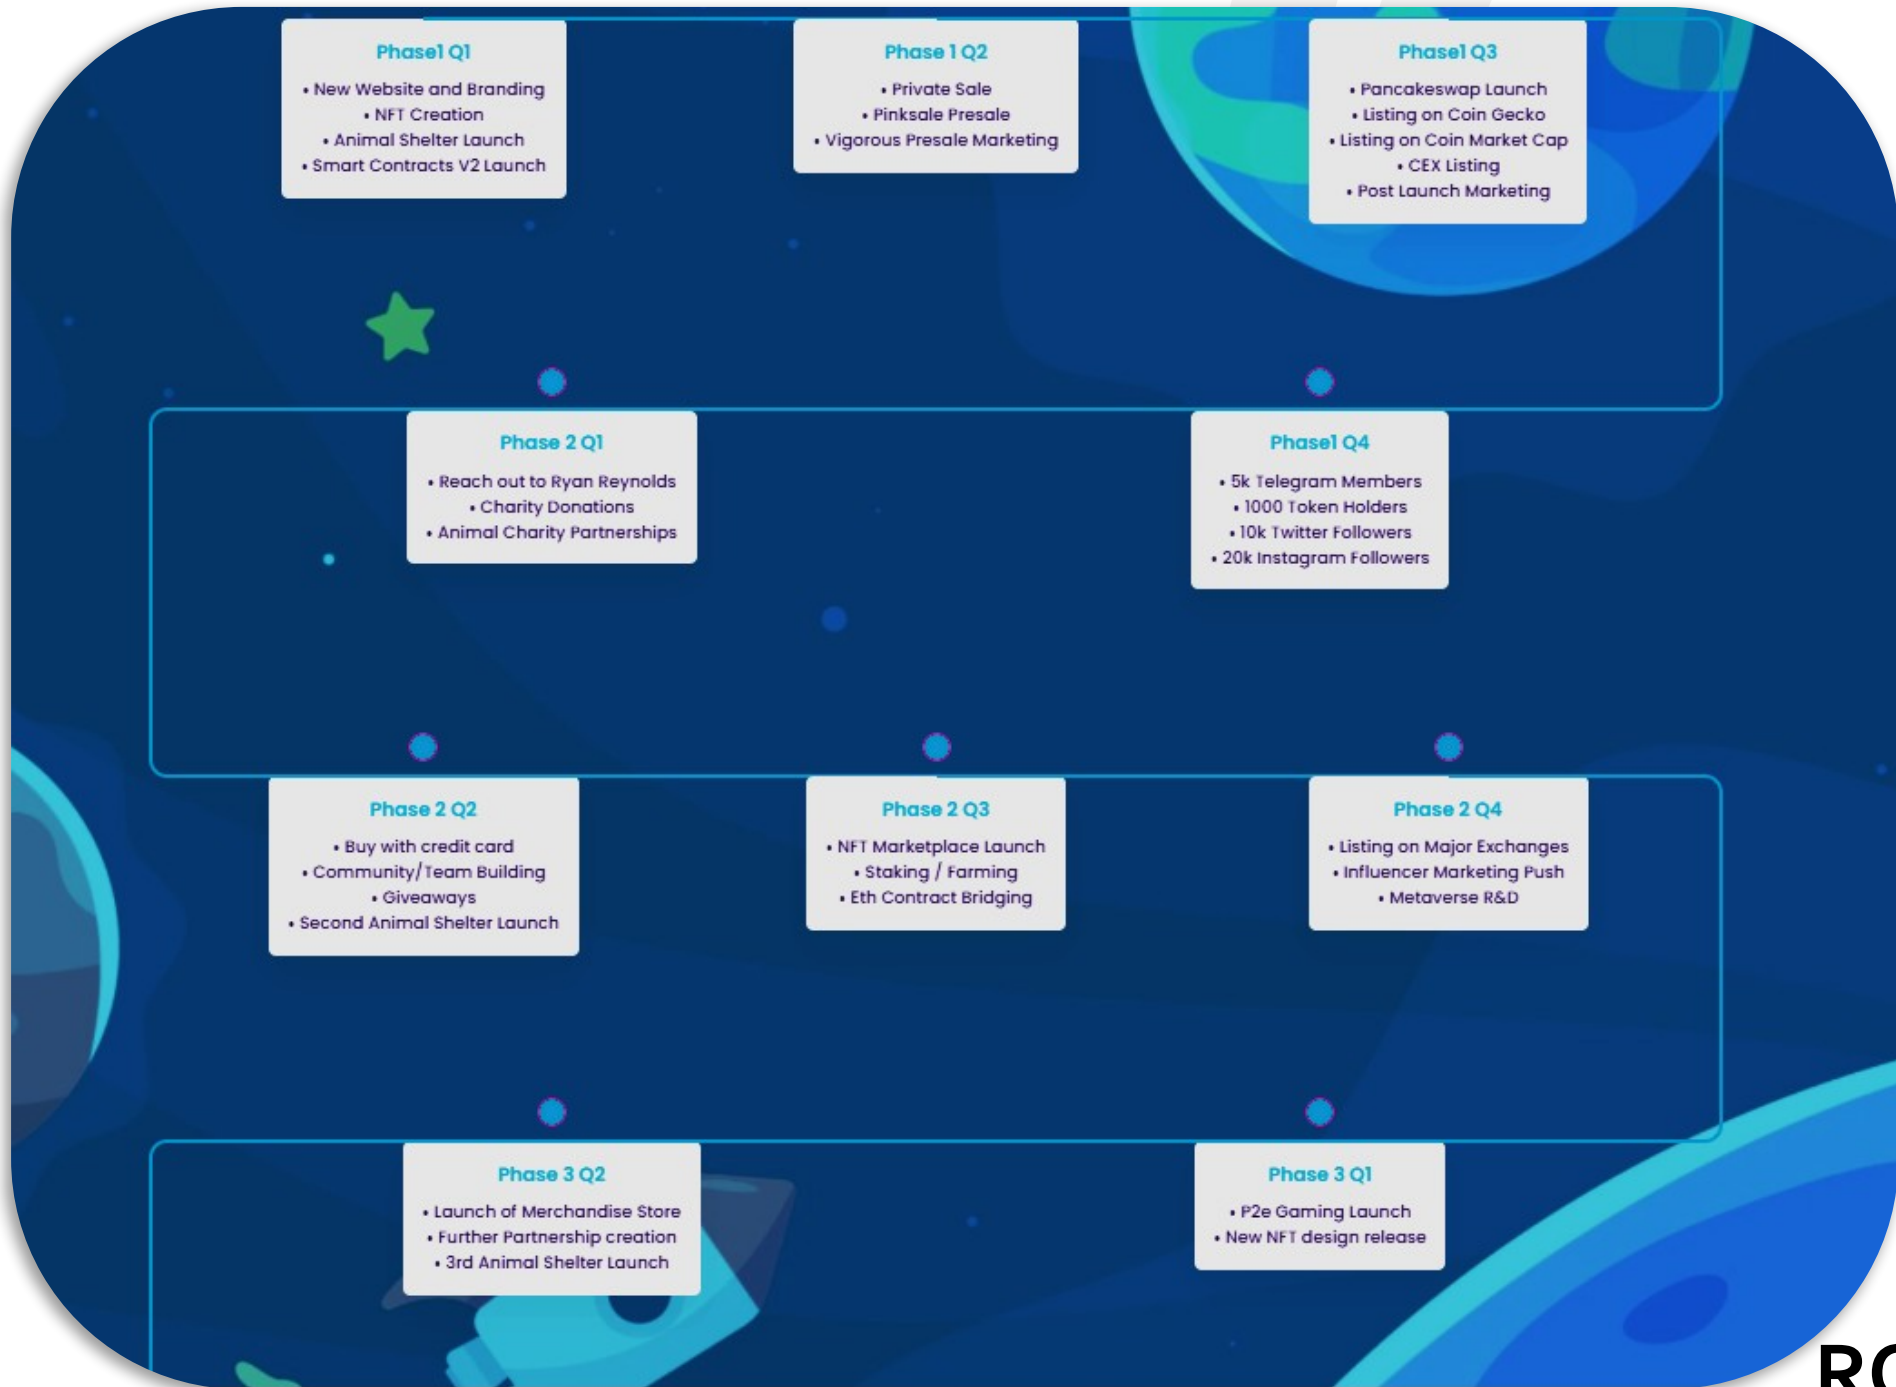 Phase1 Q1
• New Website and Branding
• NFT Creation
• Animal Shelter Launch
• Smart Contracts V2 Launch
Phase 1 Q2
• Private Sale
• Pinksale Presale
• Vigorous Presale Marketing
Phase1 Q3
• Pancakeswap Launch
• Listing on Coin Gecko
• Listing on Coin Market Cap
• CEX Listing
• Post Launch Marketing
Phase 2 Q1
• Reach out to Ryan Reynolds
• Charity Donations
• Animal Charity Partnerships
Phase1 Q4
• 5k Telegram Members
• 1000 Token Holders
• 10k Twitter Followers
• 20k Instagram Followers
Phase 2 Q2
• Buy with credit card
• Community/Team Building
• Giveaways
• Second Animal Shelter Launch
Phase 2 Q3
• NFT Marketplace Launch
• Staking / Farming
• Eth Contract Bridging
Phase 2 Q4
• Listing on Major Exchanges
• Influencer Marketing Push
• Metaverse R&D
Phase 3 Q2
• Launch of Merchandise Store
• Further Partnership creation
• 3rd Animal Shelter Launch
Phase 3 Q1
• P2e Gaming Launch
• New NFT design release